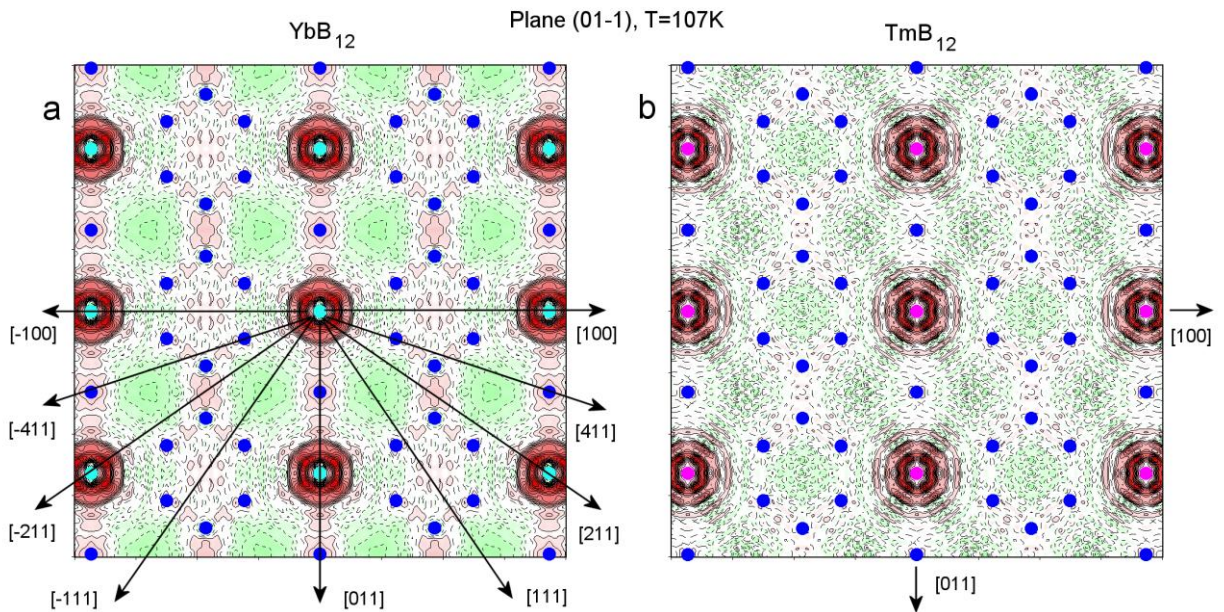 Plane (01-1), T=107K
YbB12
TmB12
a
b
[-100]
[100]
[100]
[-411]
[411]
[-211]
[211]
[-111]
[011]
[111]
[011]